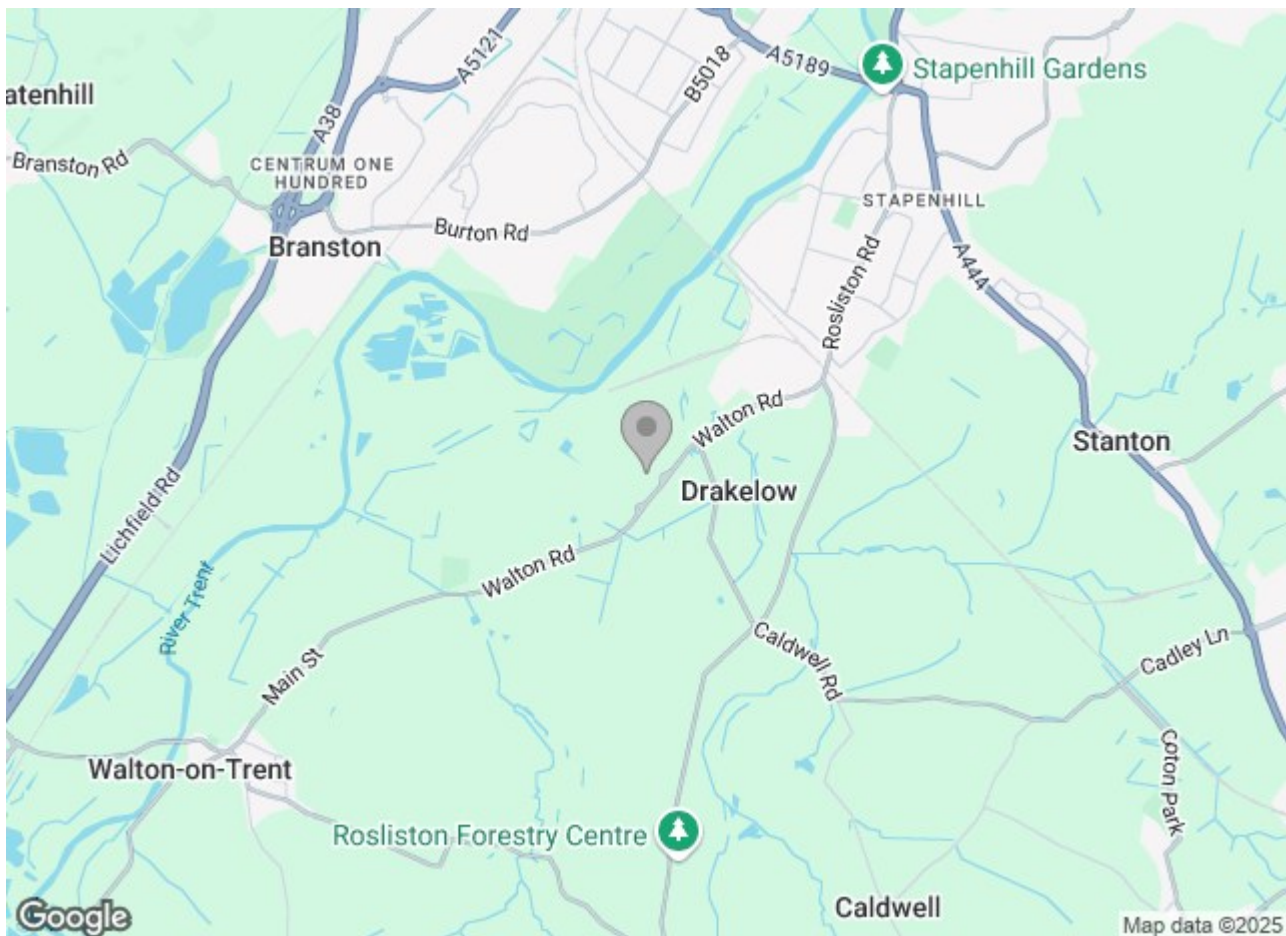 A5121
A5189
Stapenhill Gardens
B5018
atenhill
A38
Branston Rd
CENTRUM ONE
HUNDRED
STAPENHILL
Burton Rd
Branston
Rosliston Rd
A444
Walton Rd
Stanton
Drakelow
Lichfield Rd
Walton Rd
River Trent
Caldwell Rd
Cadley Ln
Main St
Walton-on-Trent
Coton Park
Rosliston Forestry Centre
Caldwell
Google
Map data ©2025